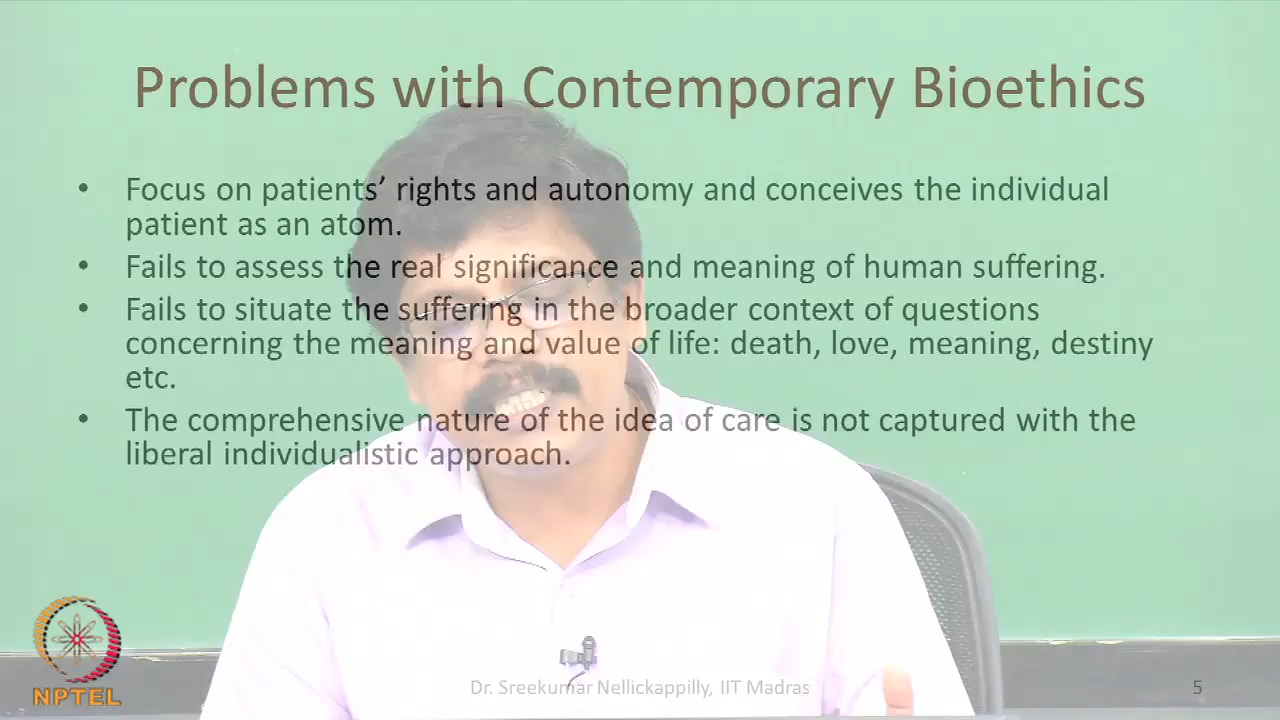 Problems with Contemporary Bioethics
• Focus on patients’ rights and autonomy and conceives the individual
patient as an atom.
• Fails to assess the real significance and meaning of human suffering.
• Fails to situate the suffering in the broader context of questions
concerning the meaning and value of life: death, love, meaning, destiny
etc.
• The comprehensive nature of the idea of care is not captured with the
liberal individualistic approach.
NPTEL
Dr. Sreekumar Nellickappilly, IIT Madras
5